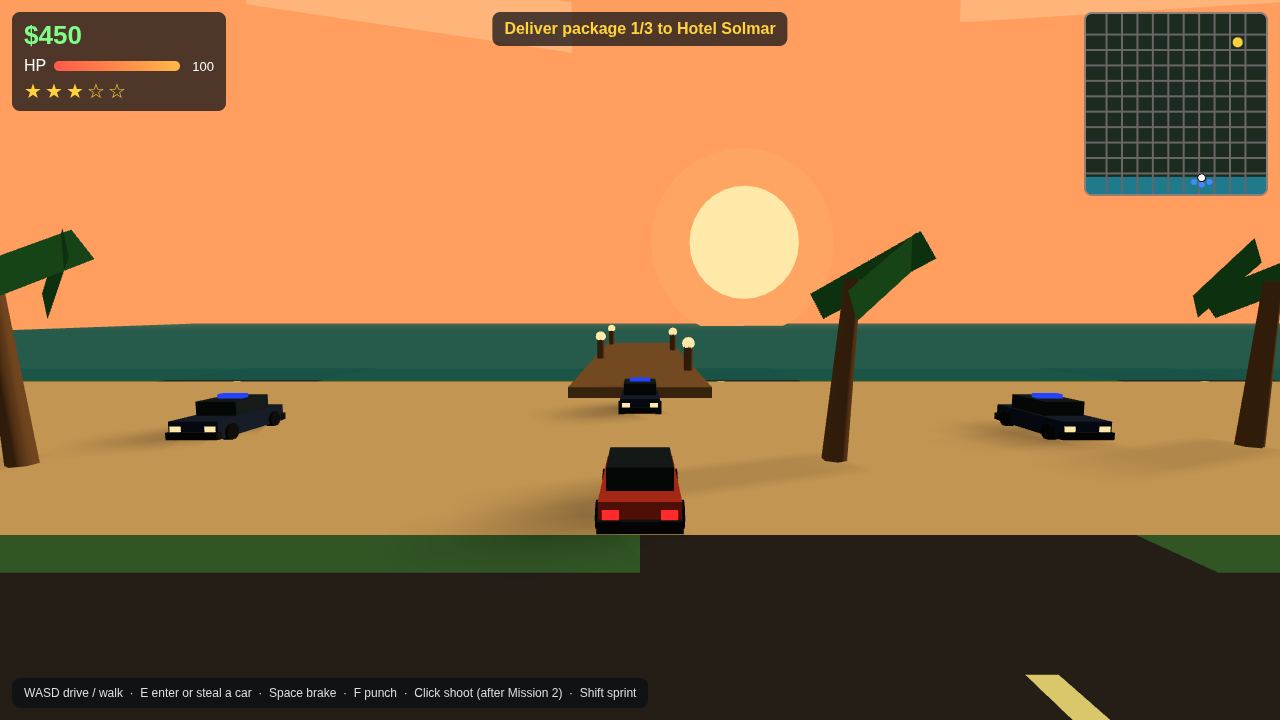 $450
HP 100
★★★☆☆
Deliver package 1/3 to Hotel Solmar
WASD drive / walk · E enter or steal a car · Space brake · F punch · Click shoot (after Mission 2) · Shift sprint